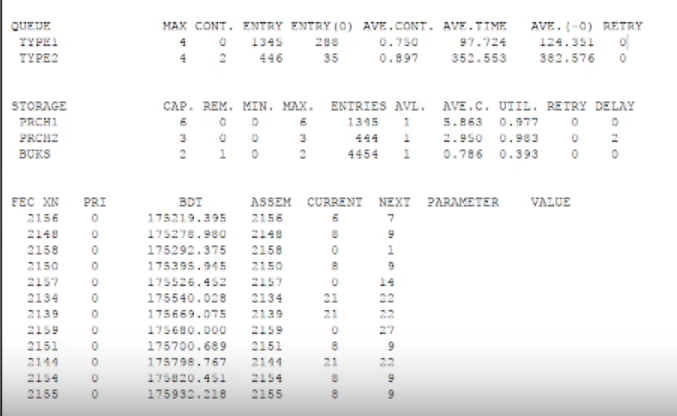 QUEUE MAX CONT. ENTRY ENTRY(0) AVE.CONT. AVE.TIME AVE.(-0) RETRY
TYPE1 4 0 1345 288 0.750 97.724 124.351 0
TYPE2 4 2 446 35 0.897 352.553 382.576 0
STORAGE CAP. REM. MIN. MAX. ENTRIES AVL. AVE.C. UTIL. RETRY DELAY
PRCH1 6 0 0 6 1345 1 5.863 0.977 0 0
PRCH2 3 0 0 3 444 1 2.950 0.983 0 2
BUKS 2 1 0 2 4454 1 0.786 0.393 0 0
FEC XN PRI BDT ASSEM CURRENT NEXT PARAMETER VALUE
2156 0 175219.395 2156 6 7
2148 0 175278.980 2148 8 9
2158 0 175292.375 2158 0 1
2150 0 175395.945 2150 8 9
2157 0 175526.452 2157 0 14
2134 0 175540.028 2134 21 22
2139 0 175669.075 2139 21 22
2159 0 175680.000 2159 0 27
2151 0 175700.689 2151 8 9
2144 0 175798.767 2144 21 22
2154 0 175820.451 2154 8 9
2155 0 175932.218 2155 8 9